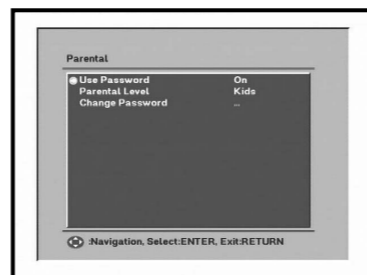 Parental
Use Password On
Parental Level Kids
Change Password ...
:Navigation, Select:ENTER, Exit:RETURN